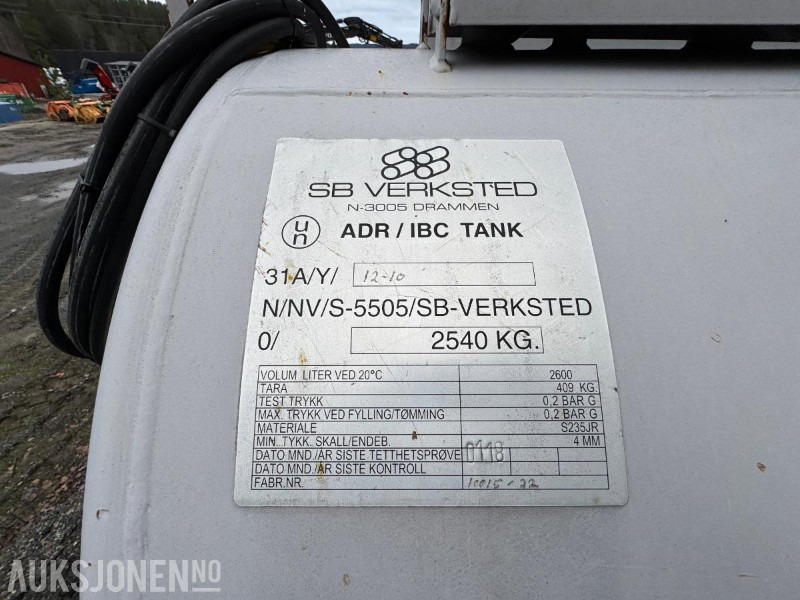 SB VERKSTED
N-3005 DRAMMEN
un ADR / IBC TANK
31A/Y/ 12-10
N/NV/S-5505/SB-VERKSTED
0/ 2540 KG.
VOLUM LITER VED 20°C 2600
TARA 409 KG.
TEST TRYKK 0,2 BAR G
MAX. TRYKK VED FYLLING/TØMMING 0,2 BAR G
MATERIALE S235JR
MIN. TYKK. SKALL/ENDEB. 4 MM
DATO MND./ÅR SISTE TETTHETSPRØVE 0118
DATO MND./ÅR SISTE KONTROLL
FABR.NR. 10015-22
AUKSJONEN.NO